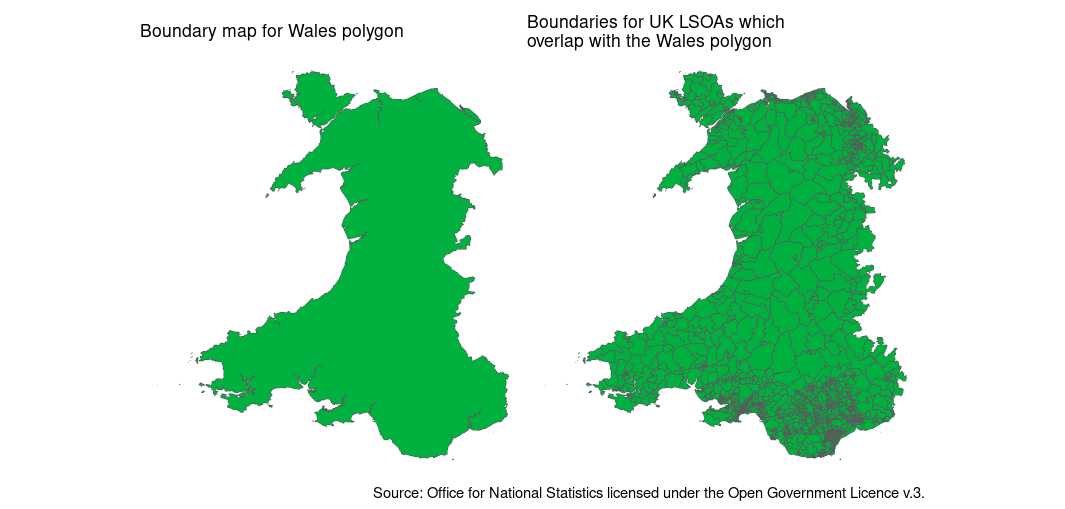 Boundary map for Wales polygon
Boundaries for UK LSOAs which
overlap with the Wales polygon
Source: Office for National Statistics licensed under the Open Government Licence v.3.